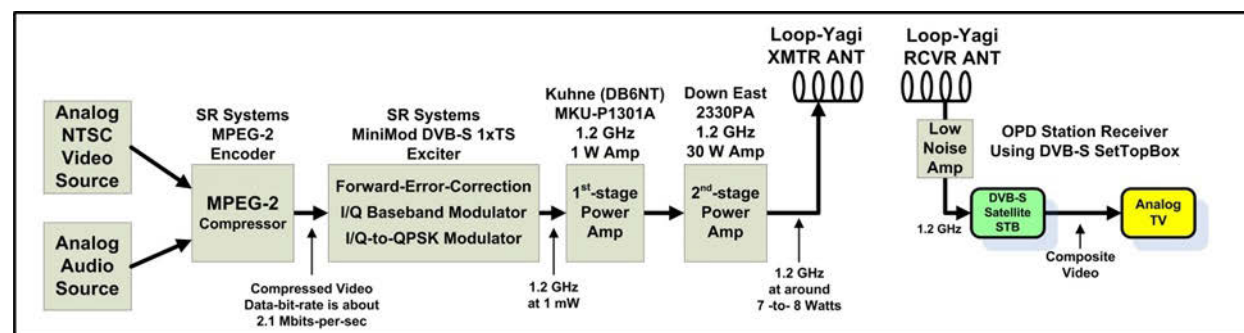 Loop-Yagi
XMTR ANT
Loop-Yagi
RCVR ANT
Analog
NTSC
Video
Source
Analog
Audio
Source
SR Systems
MPEG-2
Encoder
MPEG-2
Compressor
SR Systems
MiniMod DVB-S 1xTS
Exciter
Forward-Error-Correction
I/Q Baseband Modulator
I/Q-to-QPSK Modulator
Kuhne (DB6NT)
MKU-P1301A
1.2 GHz
1 W Amp
1st-stage
Power
Amp
Down East
2330PA
1.2 GHz
30 W Amp
2nd-stage
Power
Amp
Low
Noise
Amp
OPD Station Receiver
Using DVB-S SetTopBox
DVB-S
Satellite
STB
Analog
TV
1.2 GHz
Composite
Video
Compressed Video
Data-bit-rate is about
2.1 Mbits-per-sec
1.2 GHz
at 1 mW
1.2 GHz
at around
7 -to- 8 Watts